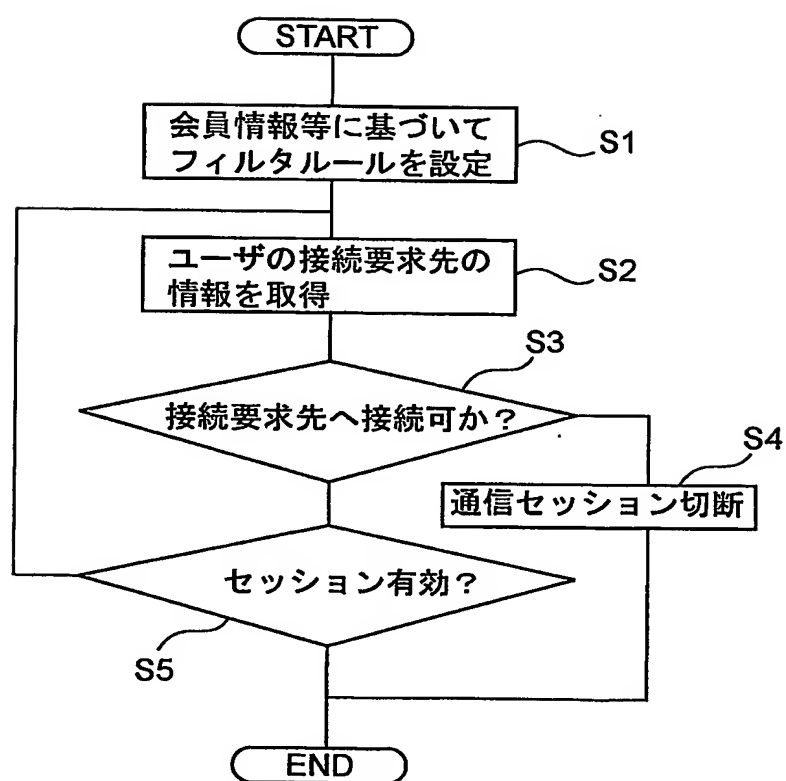 START
会員情報等に基づいて
フィルタルールを設定
S1
ユーザの接続要求先の
情報を取得
S2
S3
接続要求先へ接続可か？
S4
通信セッション切断
セッション有効？
S5
END